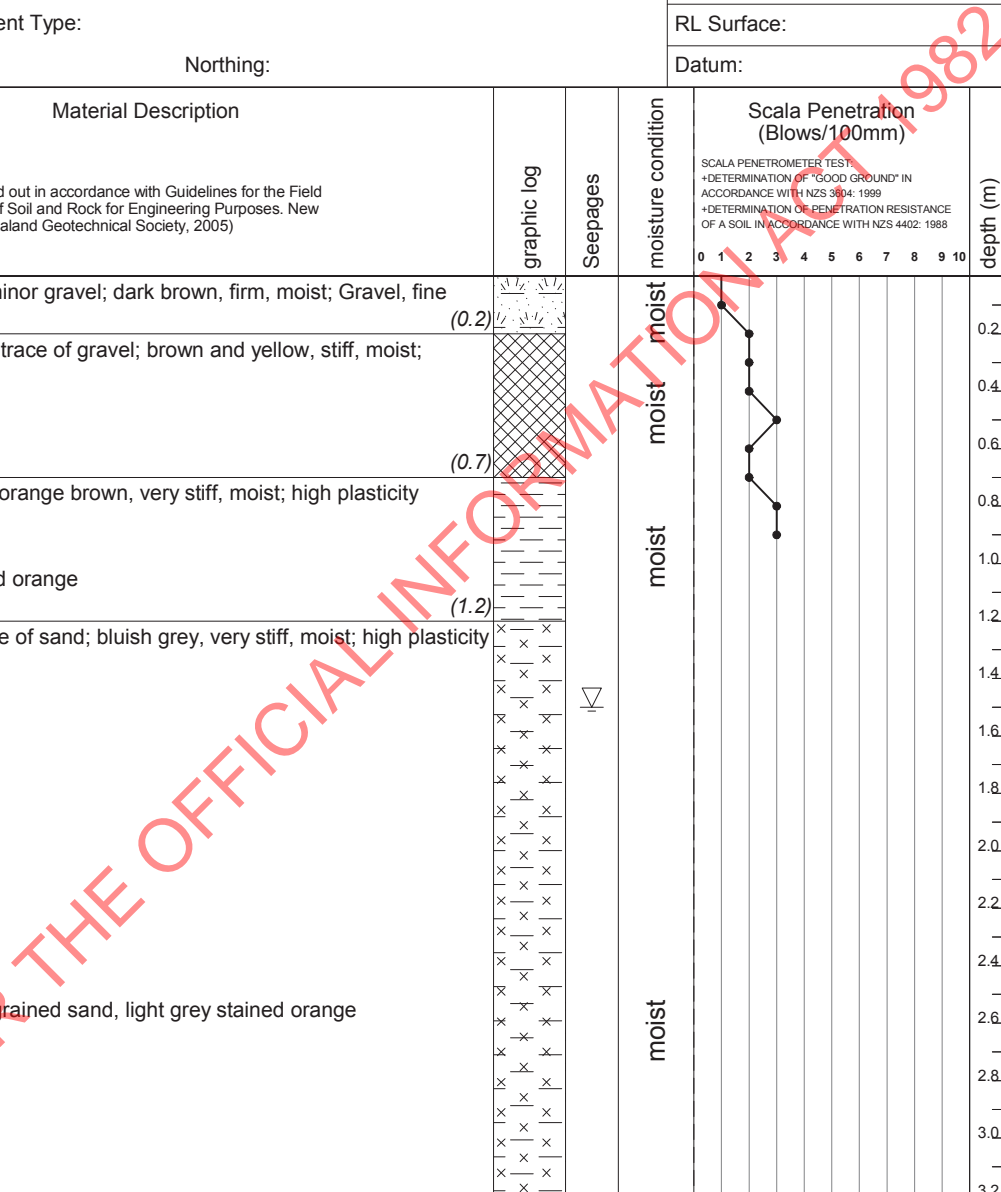 ent Type:
RL Surface:
Northing:
Datum:
Material Description
d out in accordance with Guidelines for the Field
f Soil and Rock for Engineering Purposes. New
aland Geotechnical Society, 2005)
graphic log
Seepages
moisture condition
Scala Penetration
(Blows/100mm)
SCALA PENETROMETER TEST:
+DETERMINATION OF "GOOD GROUND" IN
ACCORDANCE WITH NZS 3604: 1999
+DETERMINATION OF PENETRATION RESISTANCE
OF A SOIL IN ACCORDANCE WITH NZS 4402: 1988
0 1 2 3 4 5 6 7 8 9 10
depth (m)
inor gravel; dark brown, firm, moist; Gravel, fine
(0.2)
moist
0.2
trace of gravel; brown and yellow, stiff, moist;
moist
0.4
0.6
(0.7)
orange brown, very stiff, moist; high plasticity
0.8
moist
1.0
d orange
(1.2)
1.2
e of sand; bluish grey, very stiff, moist; high plasticity
1.4
1.6
1.8
2.0
2.2
2.4
grained sand, light grey stained orange
moist
2.6
2.8
3.0
3.2
R THE OFFICIAL INFORMATION ACT 1982